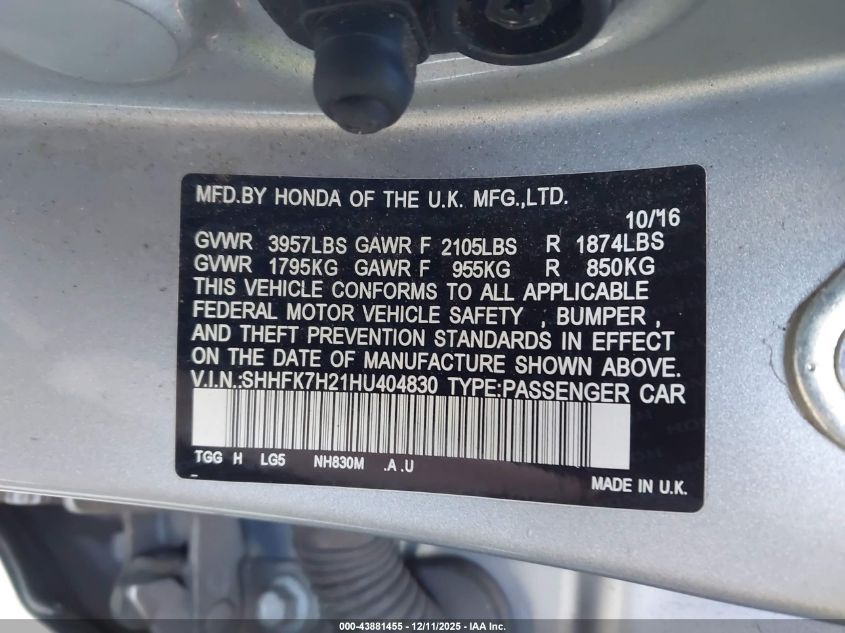 MFD.BY HONDA OF THE U.K. MFG.,LTD.
10/16
GVWR 3957LBS GAWR F 2105LBS R 1874LBS
GVWR 1795KG GAWR F 955KG R 850KG
THIS VEHICLE CONFORMS TO ALL APPLICABLE
FEDERAL MOTOR VEHICLE SAFETY , BUMPER ,
AND THEFT PREVENTION STANDARDS IN EFFECT
ON THE DATE OF MANUFACTURE SHOWN ABOVE.
V.I.N.:SHHFK7H21HU404830 TYPE:PASSENGER CAR
TGG H LG5 NH830M .A .U
MADE IN U.K.
000-43881455 • 12/11/2025 • IAA Inc.